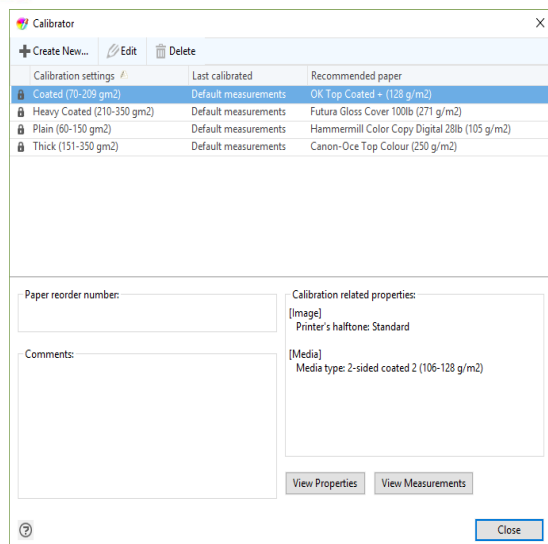 Calibrator
Create New... Edit Delete
Calibration settings Last calibrated Recommended paper
Coated (70-209 gm2) Default measurements OK Top Coated + (128 g/m2)
Heavy Coated (210-350 gm2) Default measurements Futura Gloss Cover 100lb (271 g/m2)
Plain (60-150 gm2) Default measurements Hammermill Color Copy Digital 28lb (105 g/m2)
Thick (151-350 gm2) Default measurements Canon-Oce Top Colour (250 g/m2)
Paper reorder number:
Comments:
Calibration related properties:
[Image]
Printer's halftone: Standard
[Media]
Media type: 2-sided coated 2 (106-128 g/m2)
View Properties View Measurements
? Close